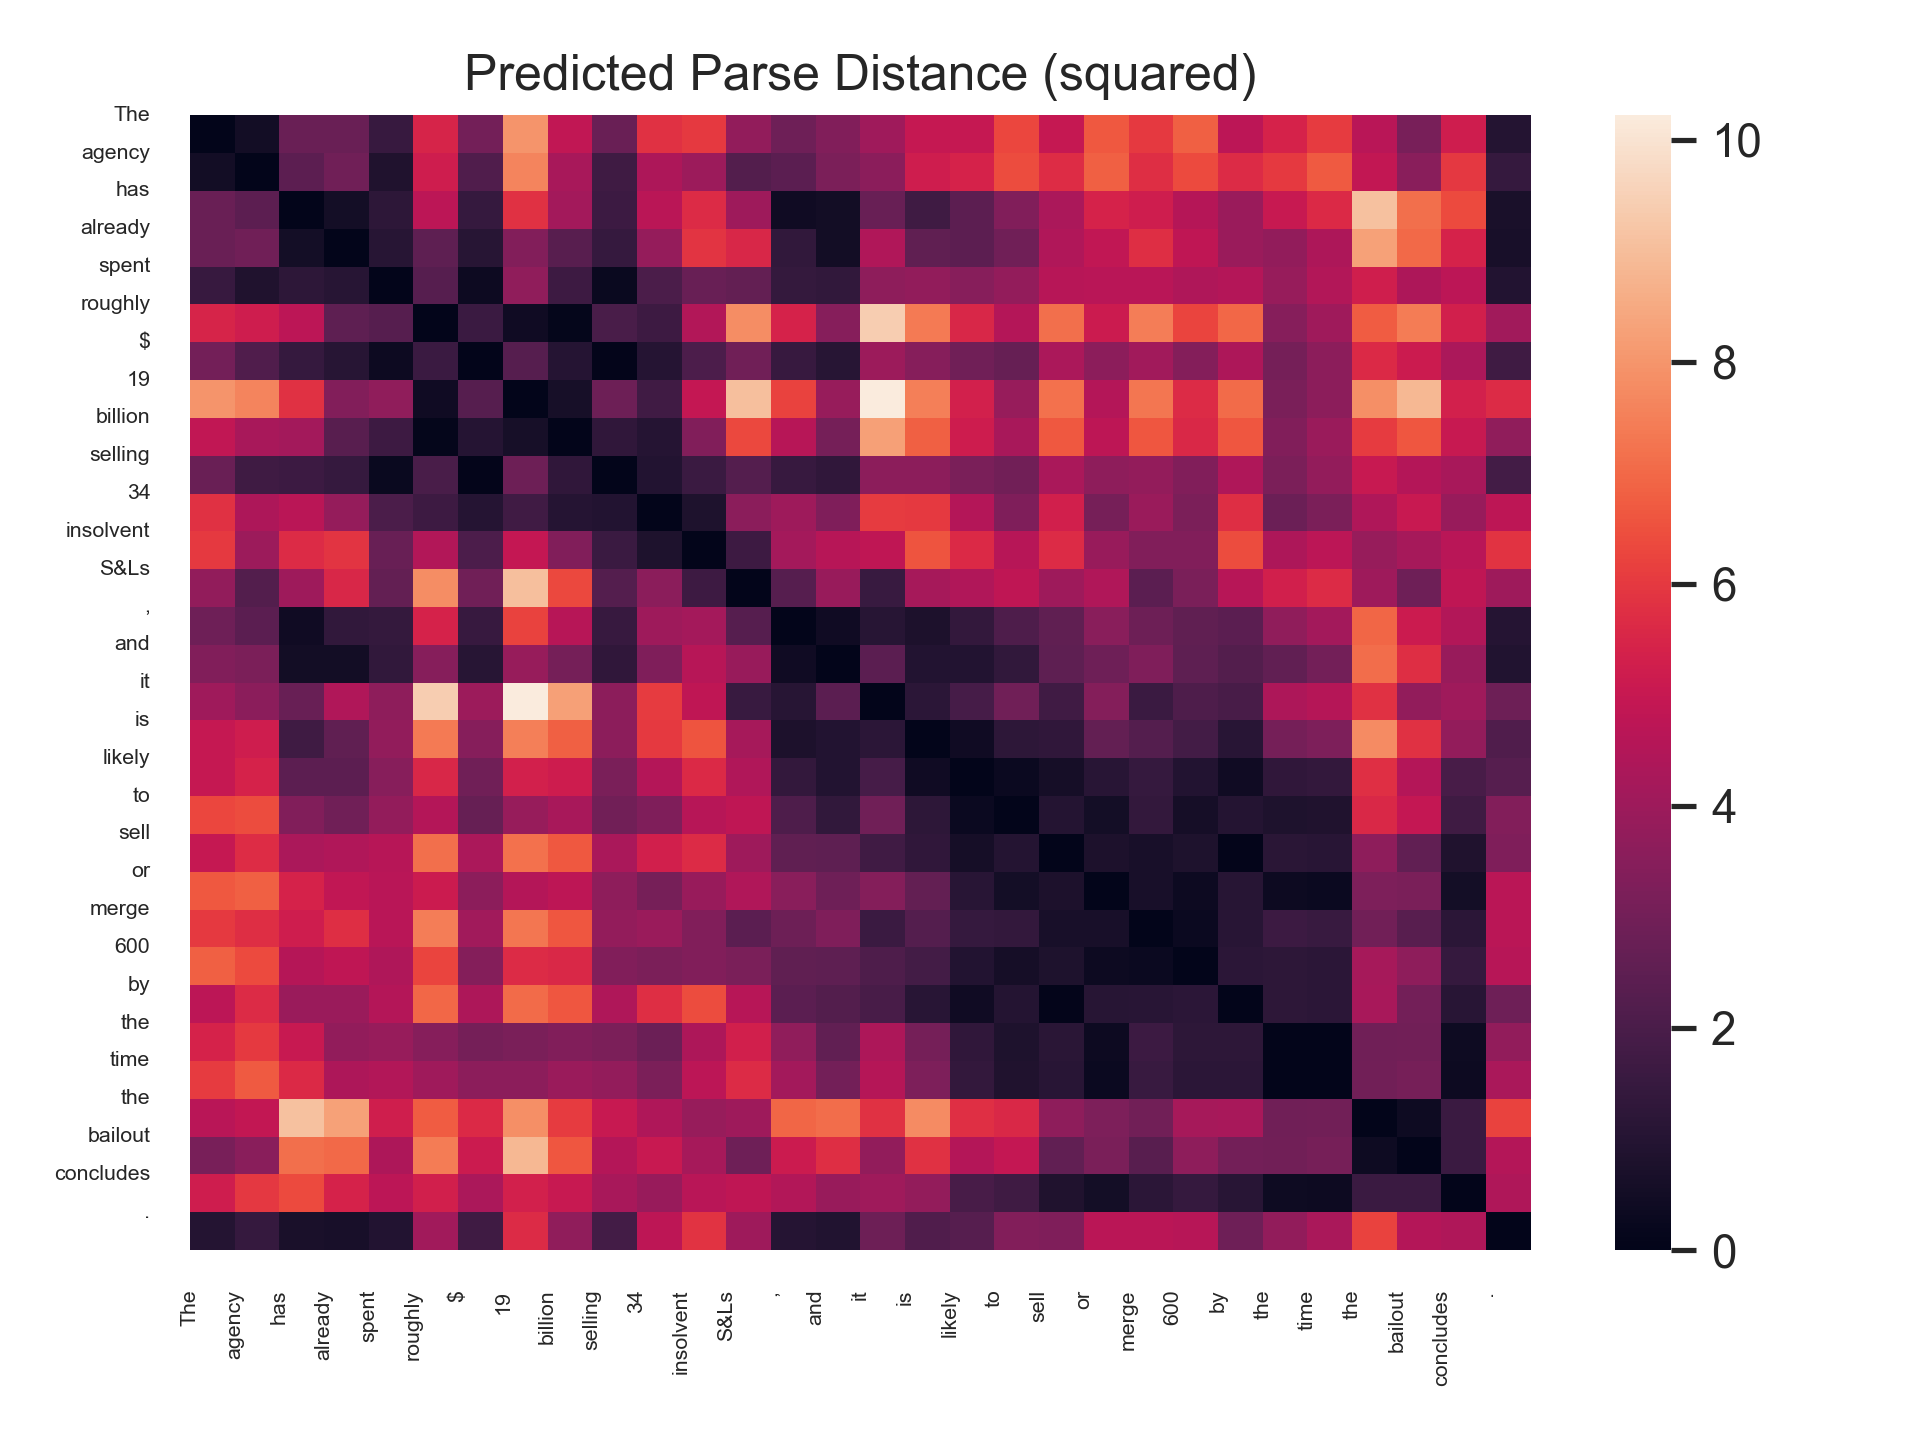 Predicted Parse Distance (squared)
The
agency
has
already
spent
roughly
$
19
billion
selling
34
insolvent
S&Ls
,
and
it
is
likely
to
sell
or
merge
600
by
the
time
the
bailout
concludes
.
10
8
6
4
2
0
The
agency
has
already
spent
roughly
$
19
billion
selling
34
insolvent
S&Ls
,
and
it
is
likely
to
sell
or
merge
600
by
the
time
the
bailout
concludes
.